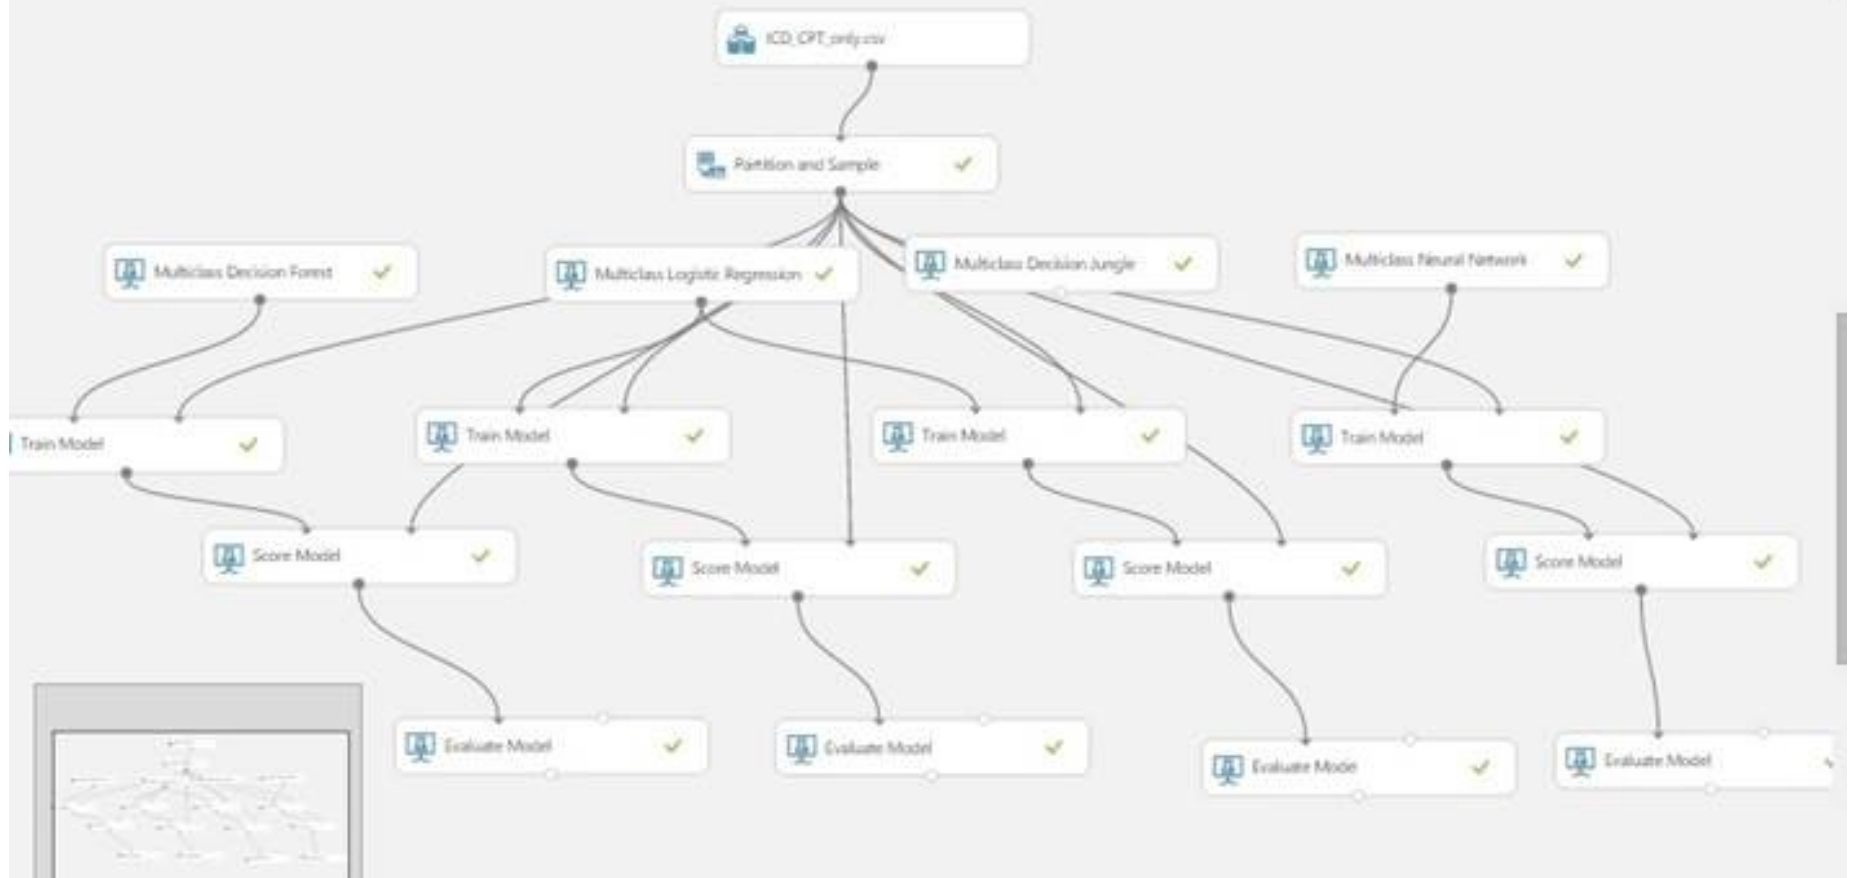 ICD_CPT_only.csv
Partition and Sample
Multiclass Decision Forest
Multiclass Logistic Regression
Multiclass Decision Jungle
Multiclass Neural Network
Train Model
Train Model
Train Model
Train Model
Score Model
Score Model
Score Model
Score Model
Evaluate Model
Evaluate Model
Evaluate Model
Evaluate Model